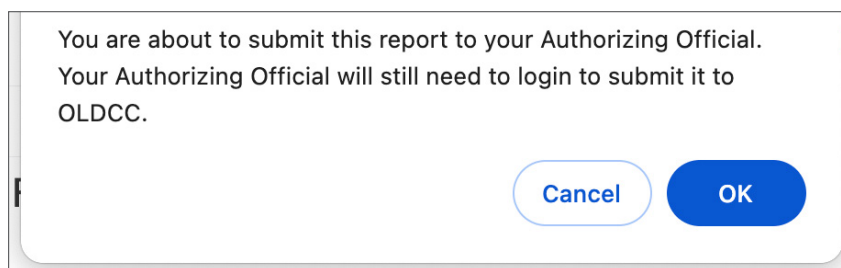 You are about to submit this report to your Authorizing Official.
Your Authorizing Official will still need to login to submit it to
OLDCC.
Cancel OK